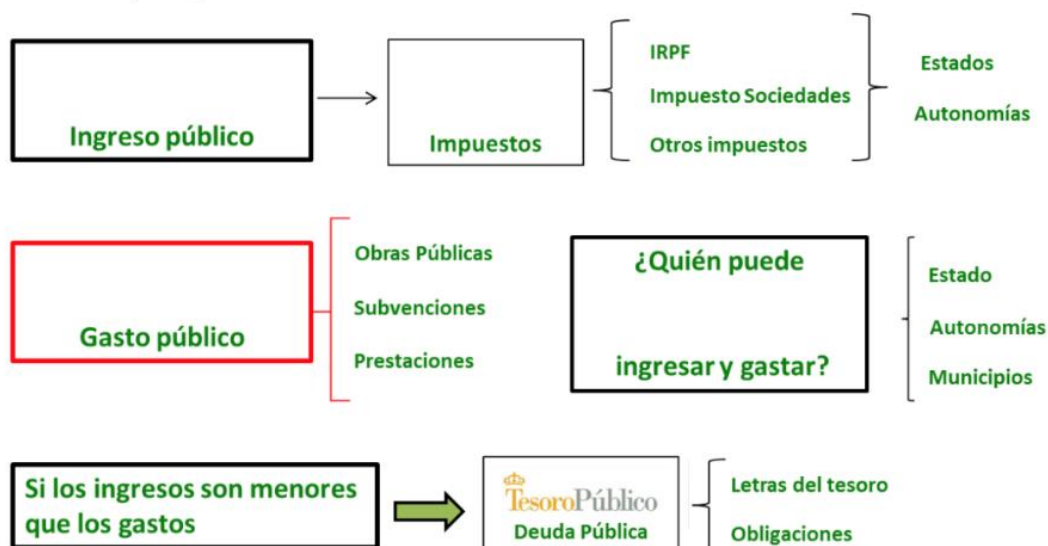 Ingreso público
Impuestos
IRPF
Impuesto Sociedades
Otros impuestos
Estados
Autonomías
Gasto público
Obras Públicas
Subvenciones
Prestaciones
¿Quién puede
ingresar y gastar?
Estado
Autonomías
Municipios
Si los ingresos son menores
que los gastos
TesoroPúblico
Deuda Pública
Letras del tesoro
Obligaciones